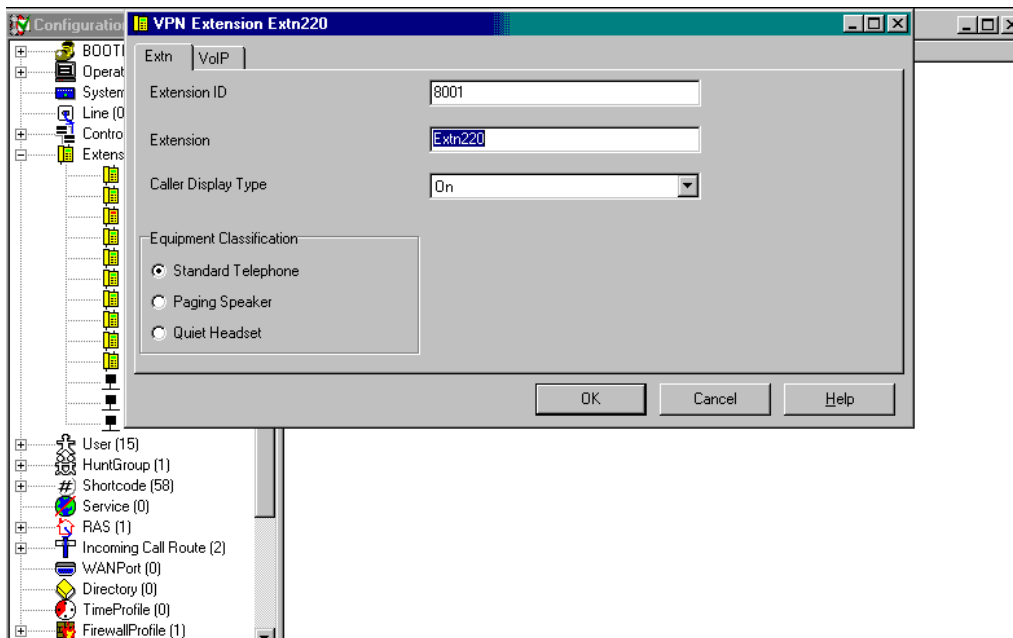 Configuration
VPN Extension Extn220
BOOT
Operat
System
Line (0
Contro
Extens
Extn
VoIP
Extension ID
8001
Extension
Extn220
Caller Display Type
On
Equipment Classification
Standard Telephone
Paging Speaker
Quiet Headset
OK
Cancel
Help
User (15)
HuntGroup (1)
Shortcode (58)
Service (0)
RAS (1)
Incoming Call Route (2)
WANPort (0)
Directory (0)
TimeProfile (0)
FirewallProfile (1)